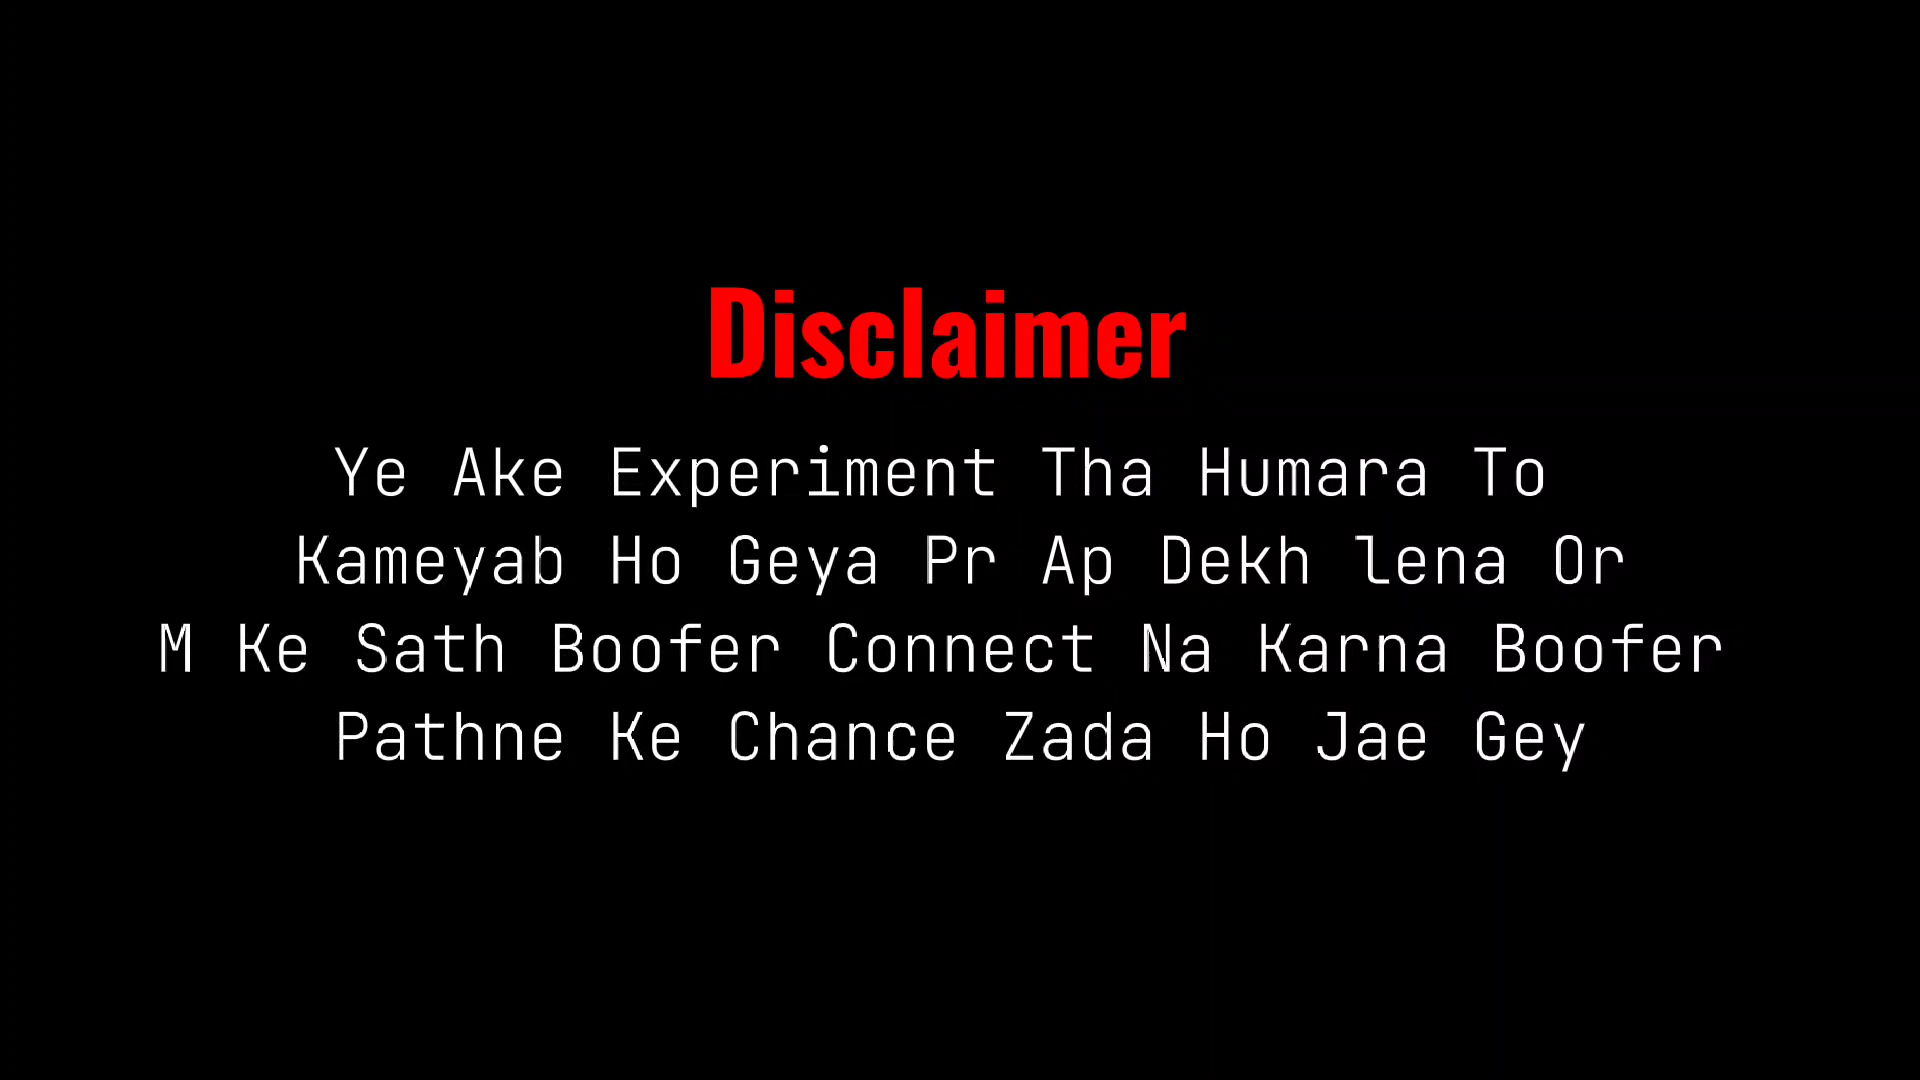 Disclaimer
Ye Ake Experiment Tha Humara To
Kameyab Ho Geya Pr Ap Dekh lena Or
M Ke Sath Boofer Connect Na Karna Boofer
Pathne Ke Chance Zada Ho Jae Gey